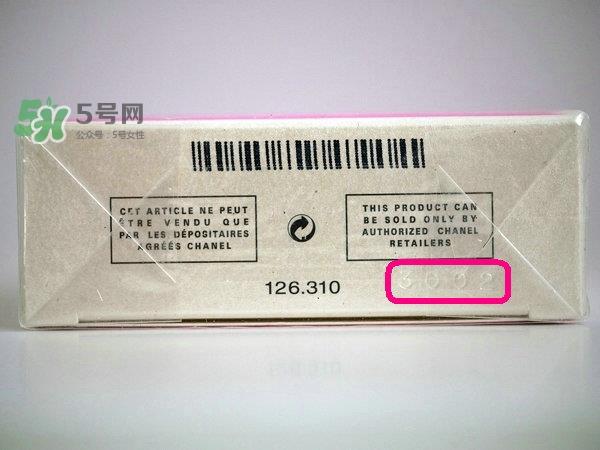 5号网
公众号:5号女性
CET ARTICLE NE PEUT
ÊTRE VENDU QUE
PAR LES DÉPOSITAIRES
AGRÉÉS CHANEL
THIS PRODUCT CAN
BE SOLD ONLY BY
AUTHORIZED CHANEL
RETAILERS
126.310